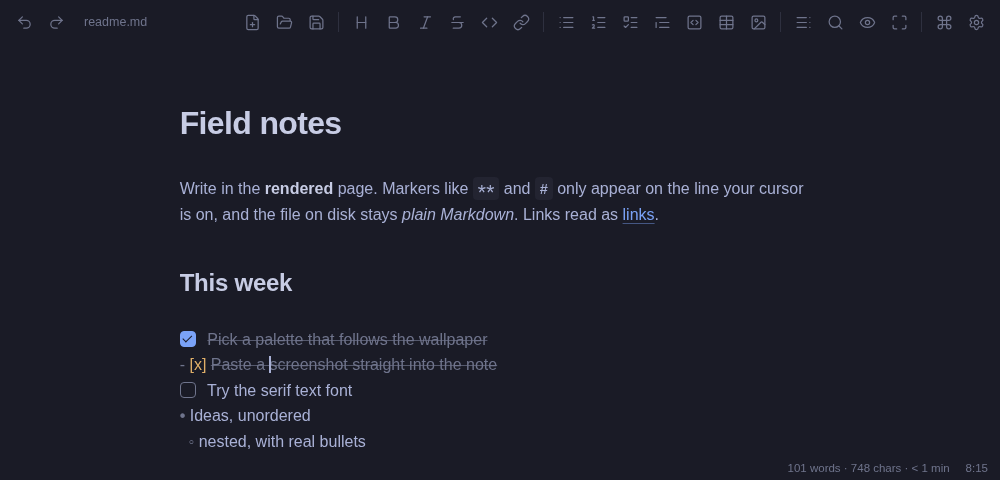 readme.md
Field notes
Write in the rendered page. Markers like ** and # only appear on the line your cursor
is on, and the file on disk stays plain Markdown. Links read as links.
This week
Pick a palette that follows the wallpaper
- [x] Paste a screenshot straight into the note
Try the serif text font
• Ideas, unordered
◦ nested, with real bullets
101 words · 748 chars · < 1 min 8:15